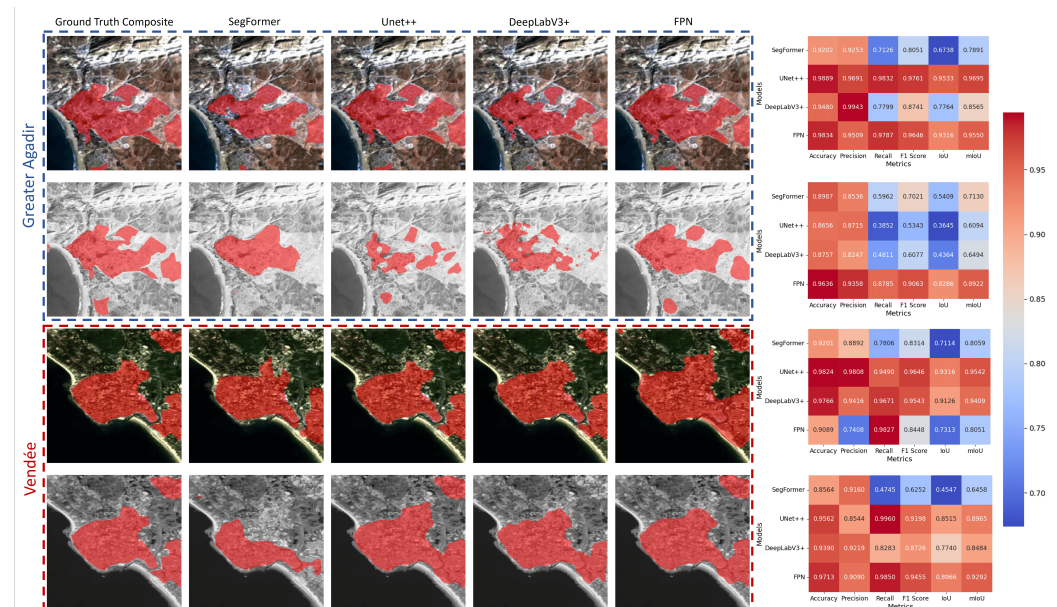 Ground Truth Composite SegFormer Unet++ DeepLabV3+ FPN
Greater Agadir
Models
SegFormer 0.9202 0.9253 0.7126 0.8051 0.6738 0.7891
UNet++ 0.9889 0.9691 0.9832 0.9761 0.9533 0.9695
DeepLabV3+ 0.9480 0.9943 0.7799 0.8741 0.7764 0.8565
FPN 0.9834 0.9509 0.9787 0.9646 0.9316 0.9550
Accuracy Precision Recall F1 Score IoU mIoU
Metrics
Models
SegFormer 0.8987 0.8536 0.5962 0.7021 0.5409 0.7130
UNet++ 0.8656 0.8715 0.3852 0.5343 0.3645 0.6094
DeepLabV3+ 0.8757 0.8247 0.4811 0.6077 0.4364 0.6494
FPN 0.9636 0.9358 0.8785 0.9063 0.8286 0.8922
Accuracy Precision Recall F1 Score IoU mIoU
Metrics
Vendée
Models
SegFormer 0.9201 0.8892 0.7806 0.8314 0.7114 0.8059
UNet++ 0.9824 0.9808 0.9490 0.9646 0.9316 0.9542
DeepLabV3+ 0.9766 0.9416 0.9671 0.9543 0.9126 0.9409
FPN 0.9089 0.7408 0.9827 0.8448 0.7313 0.8051
Accuracy Precision Recall F1 Score IoU mIoU
Metrics
Models
SegFormer 0.8564 0.9160 0.4745 0.6252 0.4547 0.6458
UNet++ 0.9562 0.8544 0.9960 0.9198 0.8515 0.8965
DeepLabV3+ 0.9390 0.9219 0.8283 0.8726 0.7740 0.8484
FPN 0.9713 0.9090 0.9850 0.9455 0.8966 0.9292
Accuracy Precision Recall F1 Score IoU mIoU
Metrics
0.95
0.90
0.85
0.80
0.75
0.70